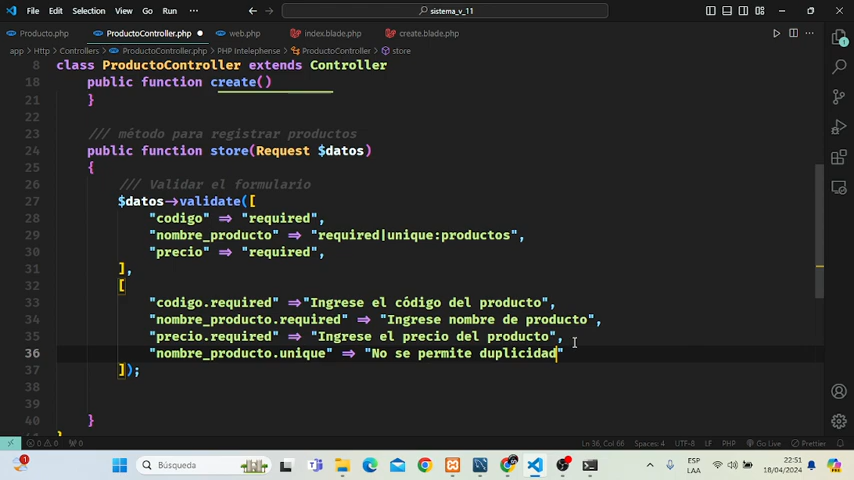 File Edit Selection View Go Run ... sistema_v_11
Producto.php ProductoController.php web.php index.blade.php create.blade.php
app > Http > Controllers > ProductoController.php > PHP Intelephense > ProductoController > store
8 class ProductoController extends Controller
18 public function create()
21 }
22
23 /// método para registrar productos
24 public function store(Request $datos)
25 {
26 /// Validar el formulario
27 $datos->validate([
28 "codigo" => "required",
29 "nombre_producto" => "required|unique:productos",
30 "precio" => "required",
31 ],
32 [
33 "codigo.required" =>"Ingrese el código del producto",
34 "nombre_producto.required" => "Ingrese nombre de producto",
35 "precio.required" => "Ingrese el precio del producto",
36 "nombre_producto.unique" => "No se permite duplicidad"
37 ]);
38
39
40 }
0 0 0 Ln 36, Col 66 Spaces: 4 UTF-8 LF PHP Go Live Prettier
Búsqueda ESP LAA 22:51 18/04/2024